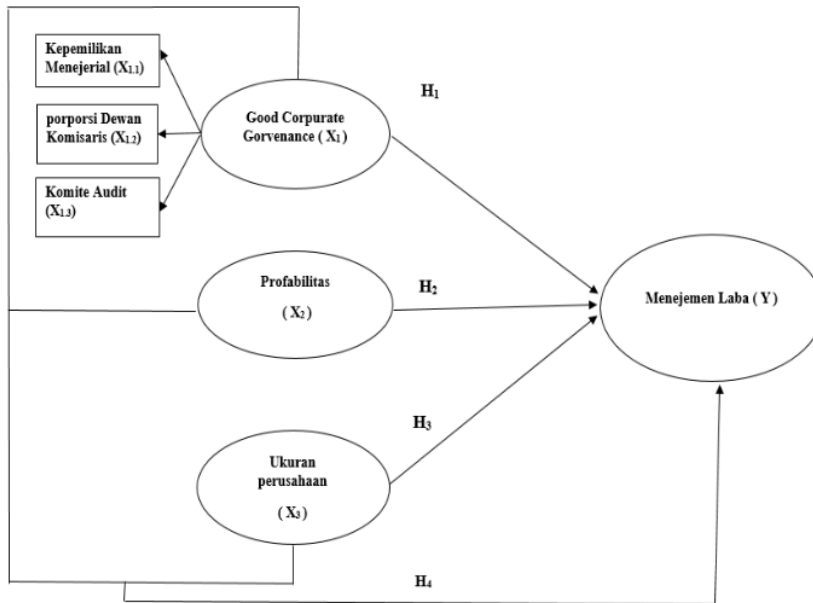 Kepemilikan
Menejerial (X1.1)
porporsi Dewan
Komisaris (X1.2)
Komite Audit
(X1.3)
Good Corpurate
Gorvenance ( X1 )
H1
Profabilitas
( X2 )
H2
Menejemen Laba ( Y )
Ukuran
perusahaan
( X3 )
H3
H4